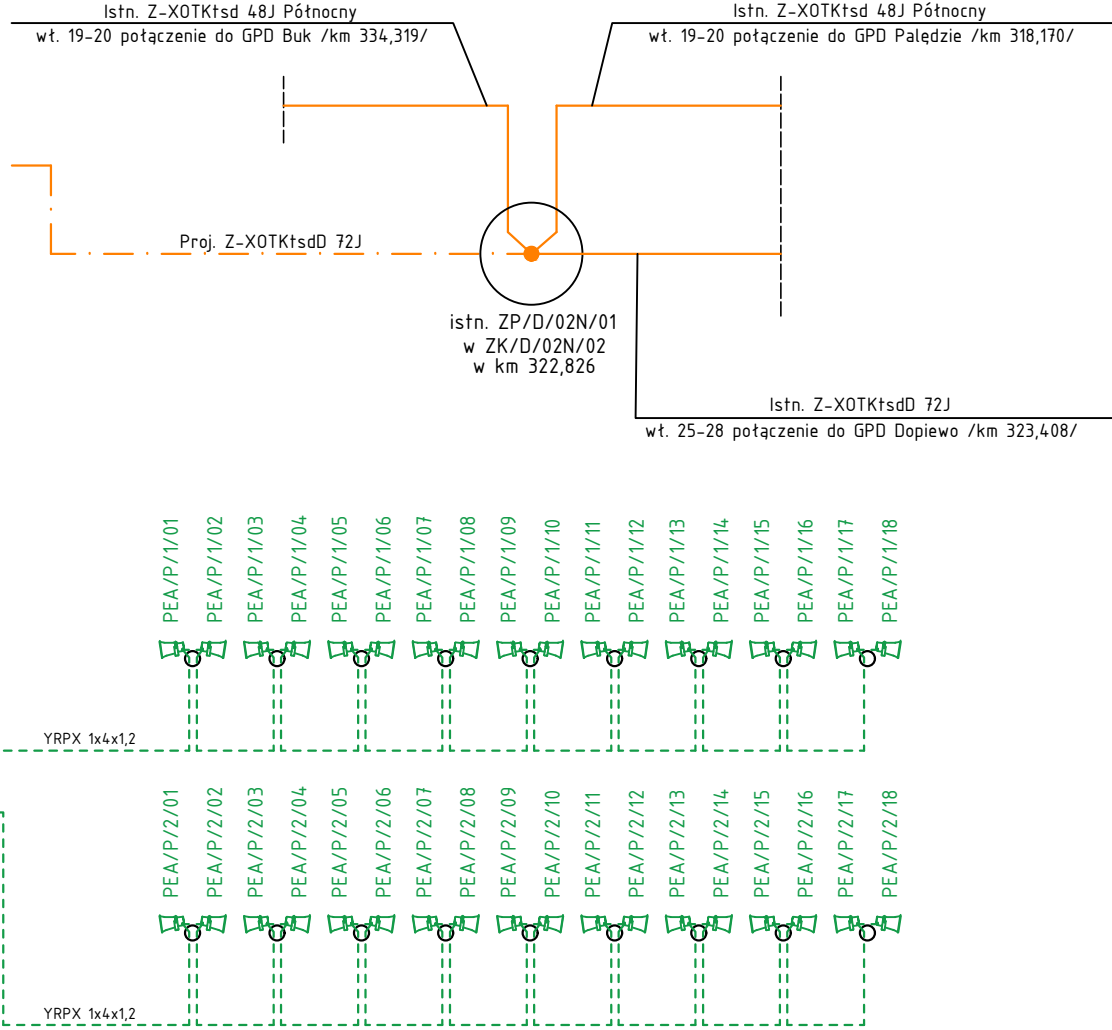 Istn. Z-XOTKtsd 48J Północny
wł. 19-20 połączenie do GPD Buk /km 334,319/
Istn. Z-XOTKtsd 48J Północny
wł. 19-20 połączenie do GPD Palędzie /km 318,170/
Proj. Z-XOTKtsdD 72J
istn. ZP/D/02N/01
w ZK/D/02N/02
w km 322,826
Istn. Z-XOTKtsdD 72J
wł. 25-28 połączenie do GPD Dopiewo /km 323,408/
PEA/P/1/01
PEA/P/1/02
PEA/P/1/03
PEA/P/1/04
PEA/P/1/05
PEA/P/1/06
PEA/P/1/07
PEA/P/1/08
PEA/P/1/09
PEA/P/1/10
PEA/P/1/11
PEA/P/1/12
PEA/P/1/13
PEA/P/1/14
PEA/P/1/15
PEA/P/1/16
PEA/P/1/17
PEA/P/1/18
YRPX 1x4x1,2
PEA/P/2/01
PEA/P/2/02
PEA/P/2/03
PEA/P/2/04
PEA/P/2/05
PEA/P/2/06
PEA/P/2/07
PEA/P/2/08
PEA/P/2/09
PEA/P/2/10
PEA/P/2/11
PEA/P/2/12
PEA/P/2/13
PEA/P/2/14
PEA/P/2/15
PEA/P/2/16
PEA/P/2/17
PEA/P/2/18
YRPX 1x4x1,2